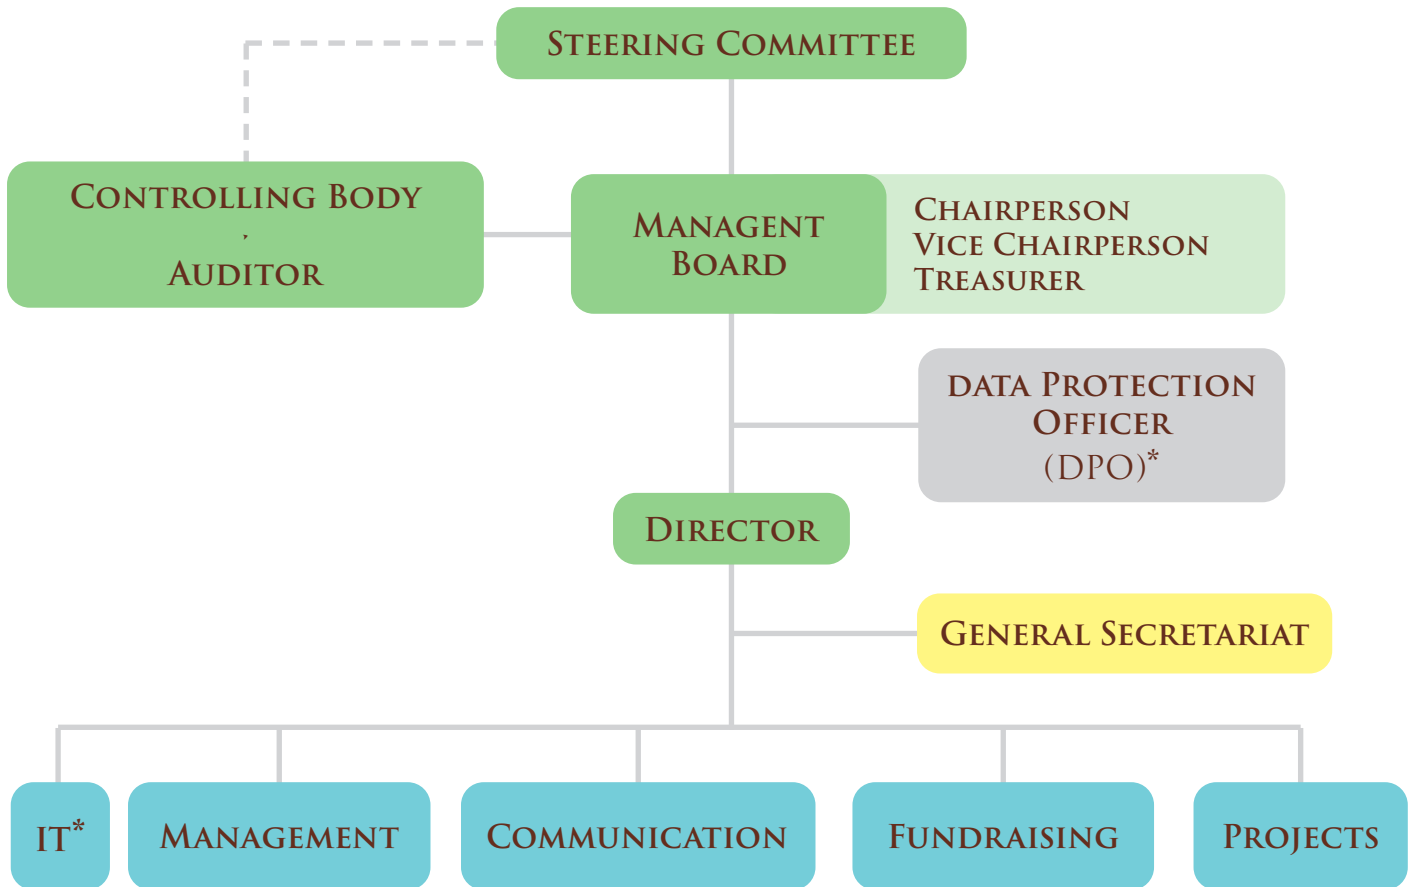 Steering Committee
Controlling Body
Auditor
Managent
Board
Chairperson
Vice Chairperson
Treasurer
data Protection
Officer
(DPO)*
Director
General Secretariat
IT*
Management
Communication
Fundraising
Projects